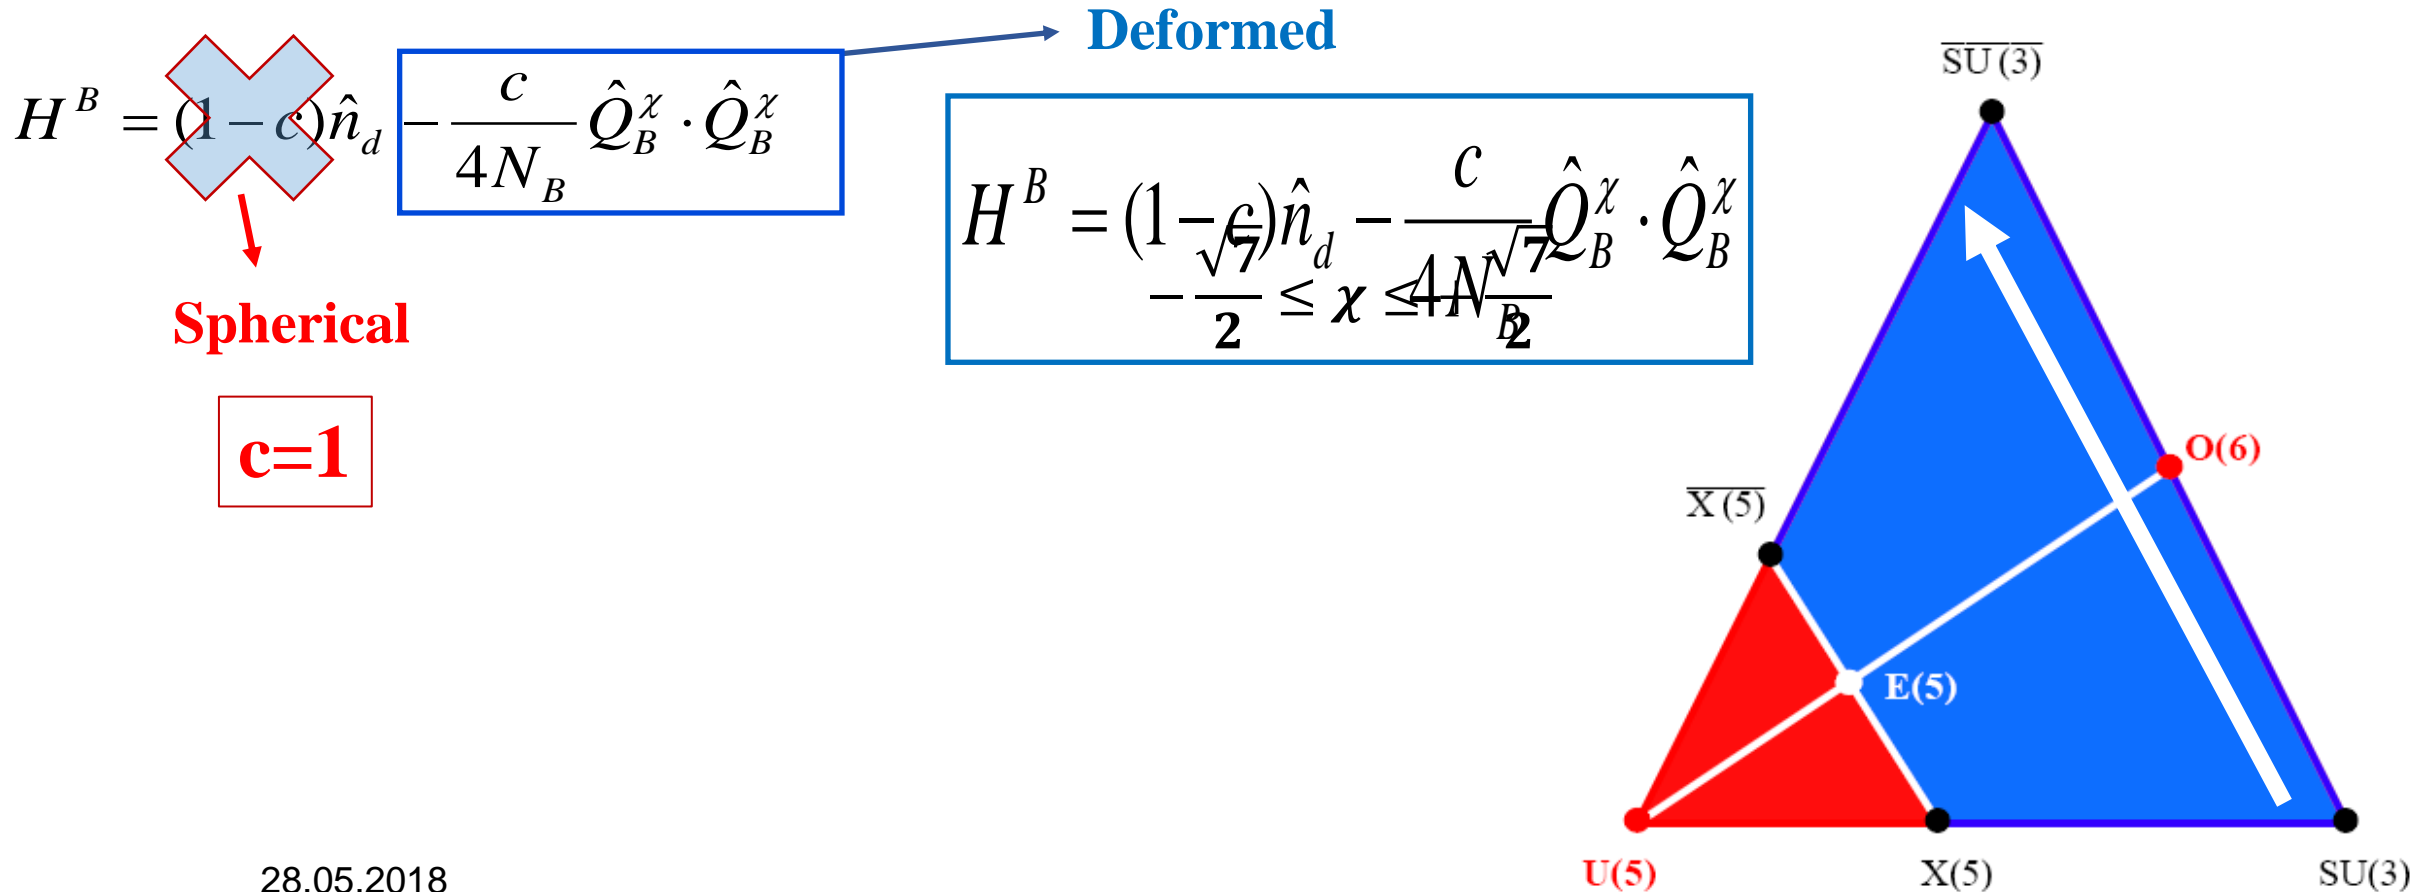 Deformed
H^B = (1 − c) n̂_d − c / 4N_B Q̂_B^χ · Q̂_B^χ
Spherical
c=1
H^B = (1 − c) n̂_d − c / 4N_B Q̂_B^χ · Q̂_B^χ
− √7 / 2 ≤ χ ≤ + √7 / 2
S̅U̅(̅3̅)̅
O(6)
X̅(̅5̅)̅
E(5)
U(5)
X(5)
SU(3)
28.05.2018